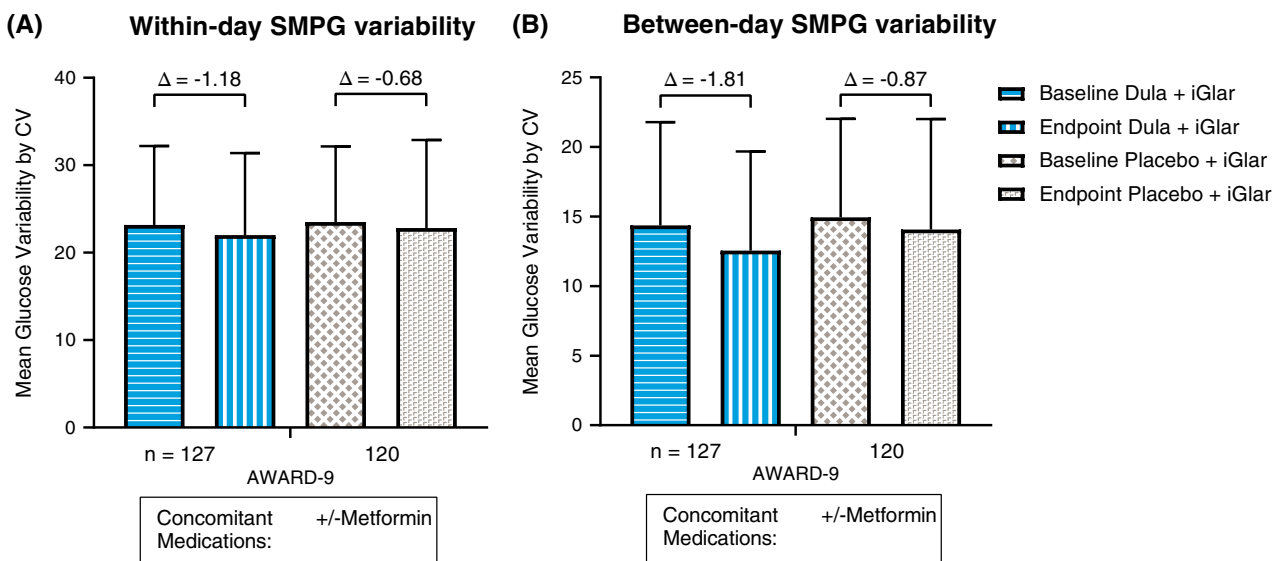 (A) Within-day SMPG variability
Mean Glucose Variability by CV
40
30
20
10
0
Δ = -1.18
Δ = -0.68
n = 127
120
AWARD-9
Concomitant Medications:
+/-Metformin
(B) Between-day SMPG variability
Mean Glucose Variability by CV
25
20
15
10
5
0
Δ = -1.81
Δ = -0.87
n = 127
120
AWARD-9
Concomitant Medications:
+/-Metformin
Baseline Dula + iGlar
Endpoint Dula + iGlar
Baseline Placebo + iGlar
Endpoint Placebo + iGlar